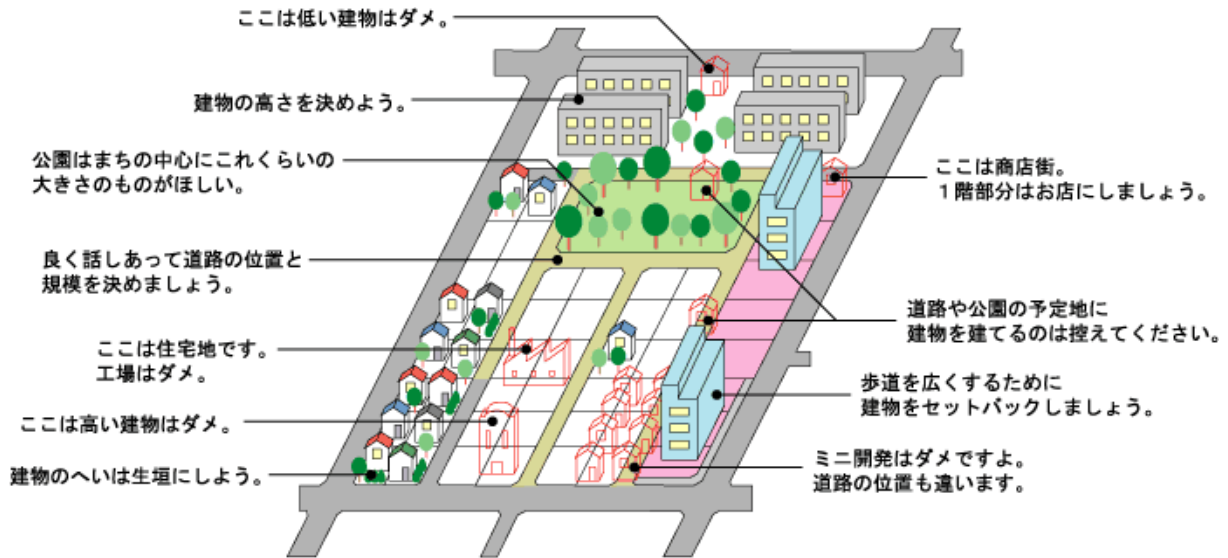 ここは低い建物はダメ。
建物の高さを決めよう。
公園はまちの中心にこれくらいの
大きさのものがほしい。
良く話しあって道路の位置と
規模を決めましょう。
ここは住宅地です。
工場はダメ。
ここは高い建物はダメ。
建物のへいは生垣にしよう。
ここは商店街。
１階部分はお店にしましょう。
道路や公園の予定地に
建物を建てるのは控えてください。
歩道を広くするために
建物をセットバックしましょう。
ミニ開発はダメですよ。
道路の位置も違います。